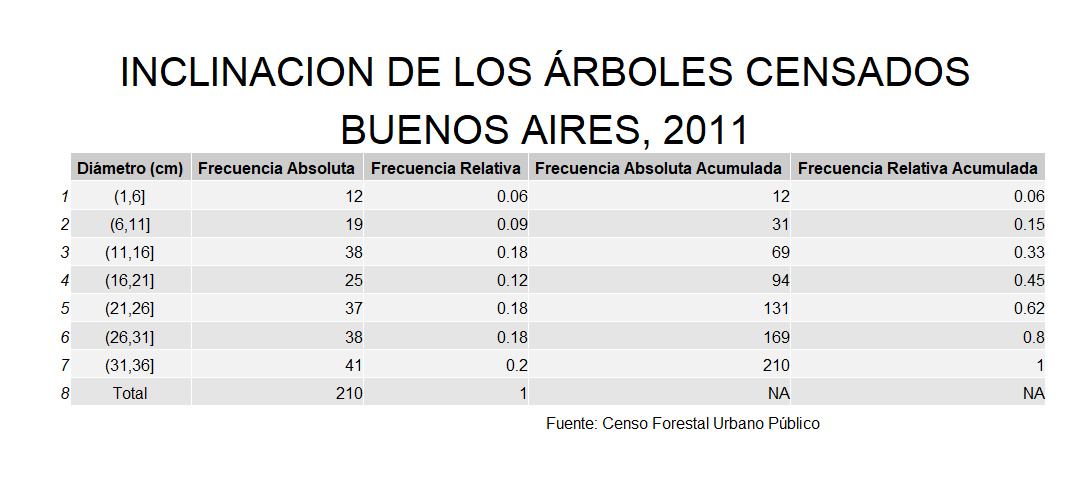 INCLINACION DE LOS ÁRBOLES CENSADOS
BUENOS AIRES, 2011
Diámetro (cm) Frecuencia Absoluta Frecuencia Relativa Frecuencia Absoluta Acumulada Frecuencia Relativa Acumulada
1 (1,6] 12 0.06 12 0.06
2 (6,11] 19 0.09 31 0.15
3 (11,16] 38 0.18 69 0.33
4 (16,21] 25 0.12 94 0.45
5 (21,26] 37 0.18 131 0.62
6 (26,31] 38 0.18 169 0.8
7 (31,36] 41 0.2 210 1
8 Total 210 1 NA NA
Fuente: Censo Forestal Urbano Público